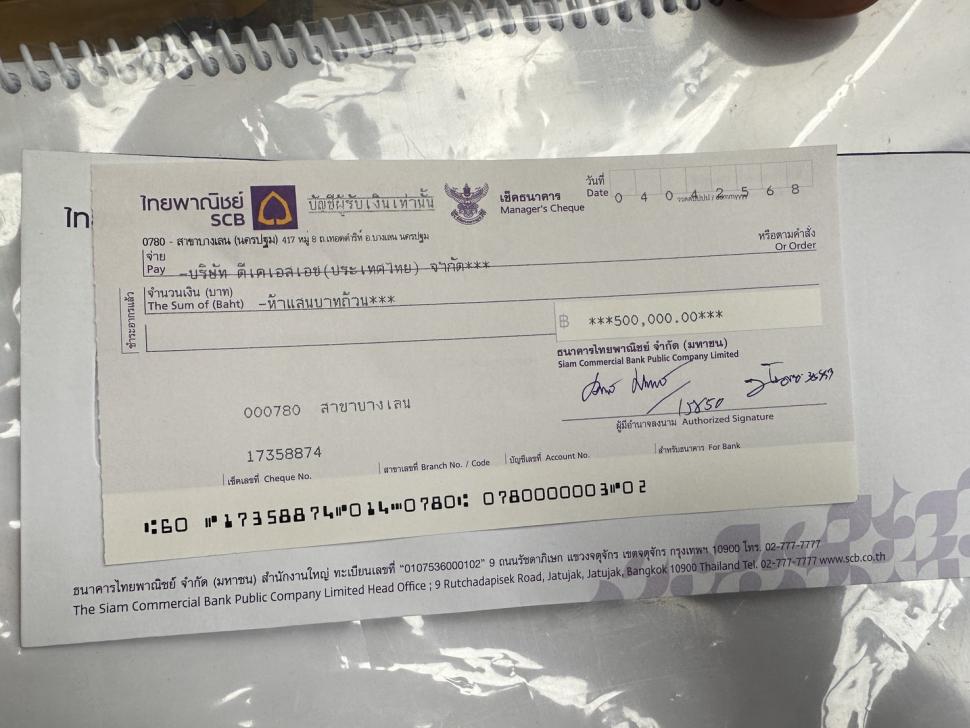 ไท
ไทยพาณิชย์
SCB
บัญชีผู้รับเงินเท่านั้น
เช็คธนาคาร
Manager's Cheque
วันที่
Date
0 4 0 4 2 5 6 8
0780 - สาขาบางเลน (นครปฐม) 417 หมู่ 8 ถ.เทอดดำริห์ อ.บางเลน นครปฐม
หรือตามคำสั่ง
Or Order
จ่าย
Pay -บริษัท ดีเคเอสเอช(ประเทศไทย) จำกัด***
ชำระอากรแล้ว
จำนวนเงิน (บาท)
The Sum of (Baht) -ห้าแสนบาทถ้วน***
฿ ***500,000.00***
ธนาคารไทยพาณิชย์ จำกัด (มหาชน)
Siam Commercial Bank Public Company Limited
15850
ผู้มีอำนาจลงนาม Authorized Signature
000780 สาขาบางเลน
17358874
เช็คเลขที่ Cheque No.
สาขาเลขที่ Branch No. / Code
บัญชีเลขที่ Account No.
สำหรับธนาคาร For Bank
⑆60 ⑈17358874⑈014⑉0780⑆ 0780000003⑈02
ธนาคารไทยพาณิชย์ จำกัด (มหาชน) สำนักงานใหญ่ ทะเบียนเลขที่ "0107536000102" 9 ถนนรัชดาภิเษก แขวงจตุจักร เขตจตุจักร กรุงเทพฯ 10900 โทร. 02-777-7777
The Siam Commercial Bank Public Company Limited Head Office ; 9 Rutchadapisek Road, Jatujak, Jatujak, Bangkok 10900 Thailand Tel. 02-777-7777 www.scb.co.th